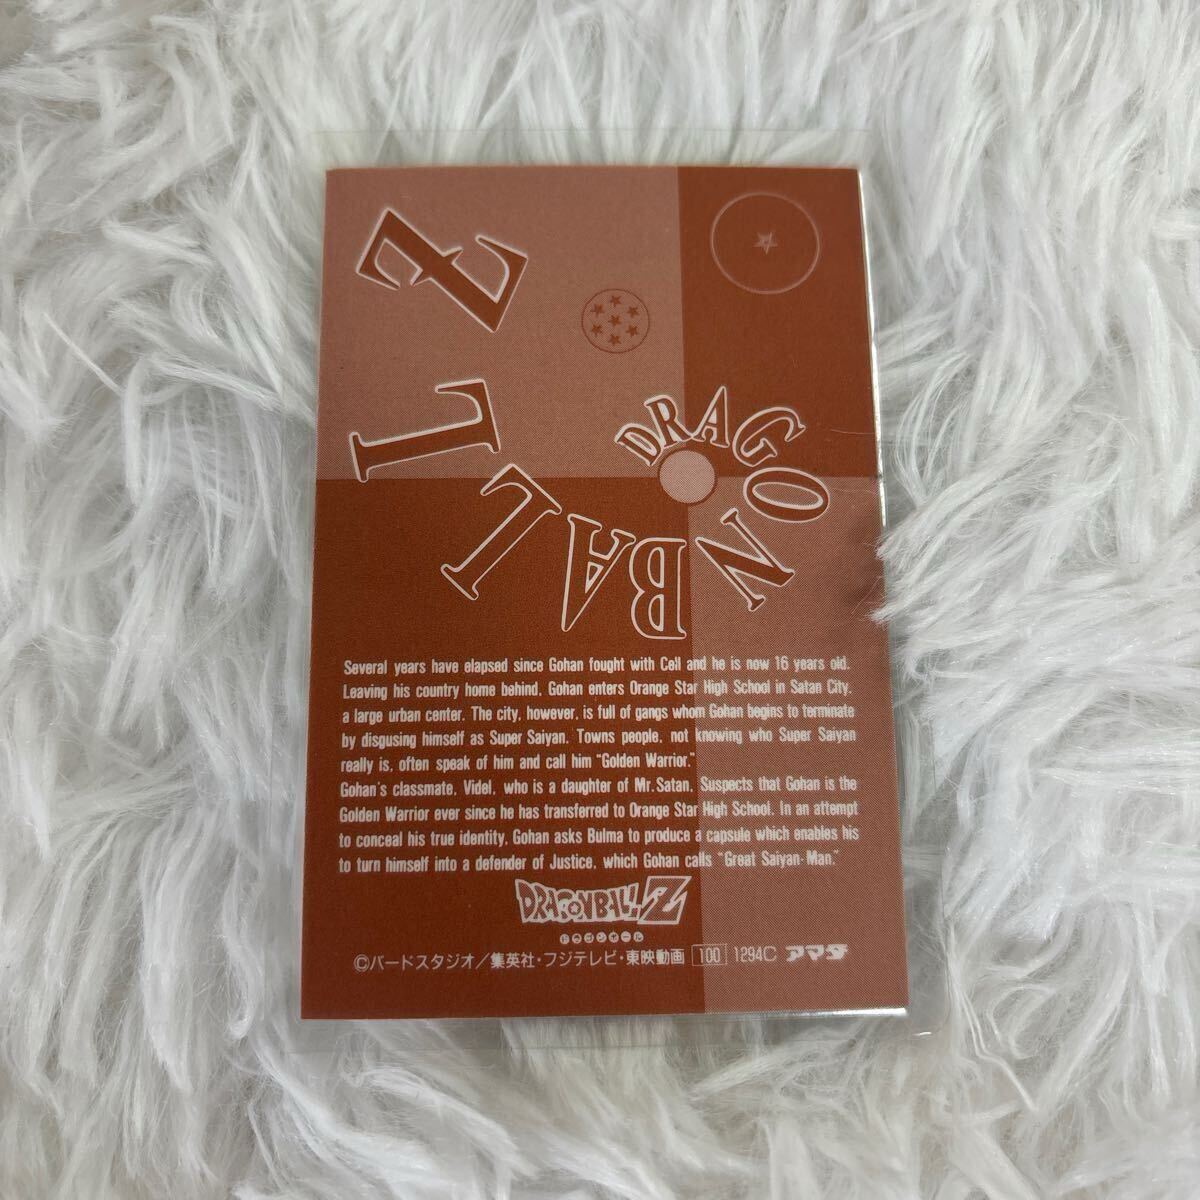 DRAGON BALL Z
Several years have elapsed since Gohan fought with Cell and he is now 16 years old.
Leaving his country home behind, Gohan enters Orange Star High School in Satan City,
a large urban center. The city, however, is full of gangs whom Gohan begins to terminate
by disgusing himself as Super Saiyan. Towns people, not knowing who Super Saiyan
really is, often speak of him and call him "Golden Warrior."
Gohan's classmate, Videl, who is a daughter of Mr. Satan, Suspects that Gohan is the
Golden Warrior ever since he has transferred to Orange Star High School. In an attempt
to conceal his true identity, Gohan asks Bulma to produce a capsule which enables his
to turn himself into a defender of Justice, which Gohan calls "Great Saiyan-Man."
DRAGONBALL Z
ドラゴンボール
©バードスタジオ／集英社・フジテレビ・東映動画 100 1294C アマダ